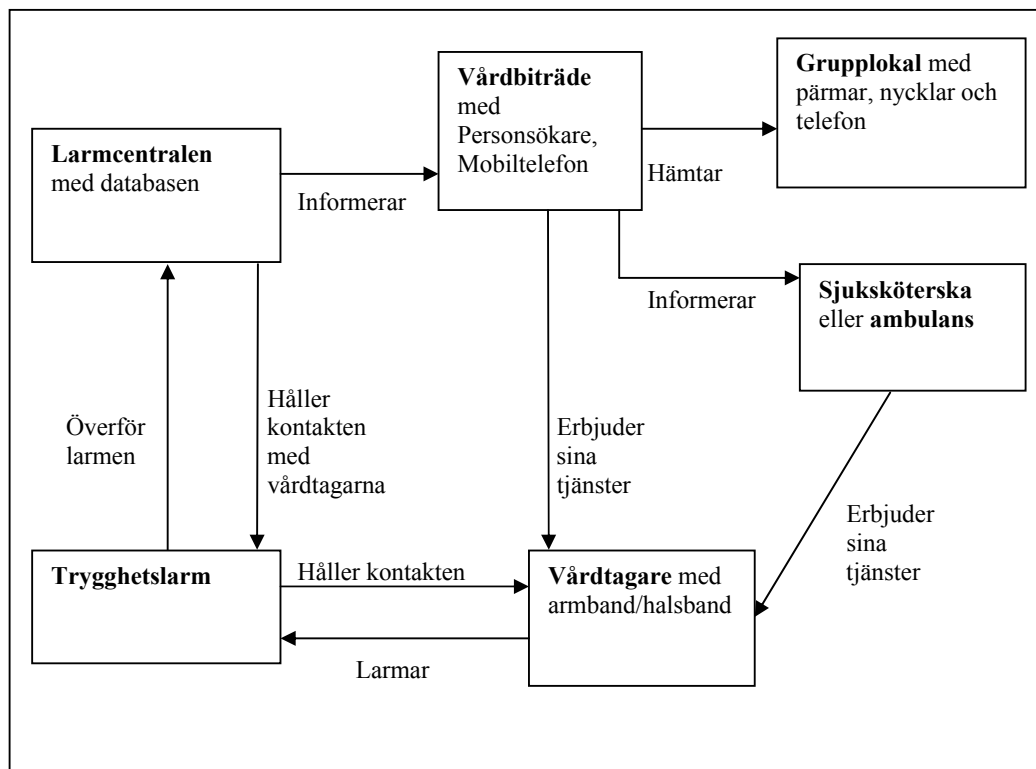 Vårdbiträde
med
Personsökare,
Mobiltelefon
Grupplokal med
pärmar, nycklar och
telefon
Larmcentralen
med databasen
Informerar
Hämtar
Informerar
Sjuksköterska
eller ambulans
Överför
larmen
Håller
kontakten
med
vårdtagarna
Erbjuder
sina
tjänster
Erbjuder
sina
tjänster
Trygghetslarm
Håller kontakten
Vårdtagare med
armband/halsband
Larmar